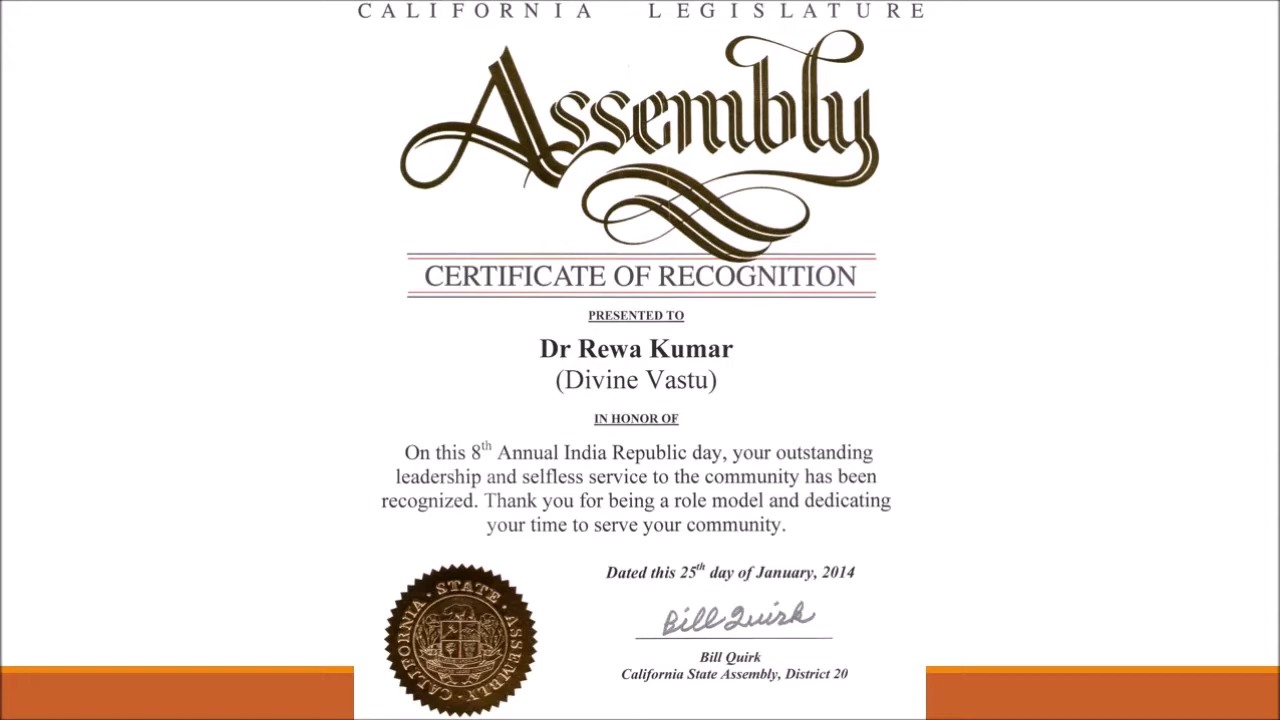 CALIFORNIA LEGISLATURE
Assembly
CERTIFICATE OF RECOGNITION
PRESENTED TO
Dr Rewa Kumar
(Divine Vastu)
IN HONOR OF
On this 8th Annual India Republic day, your outstanding
leadership and selfless service to the community has been
recognized. Thank you for being a role model and dedicating
your time to serve your community.
Dated this 25th day of January, 2014
Bill Quirk
Bill Quirk
California State Assembly, District 20
CALIFORNIA · STATE · ASSEMBLY